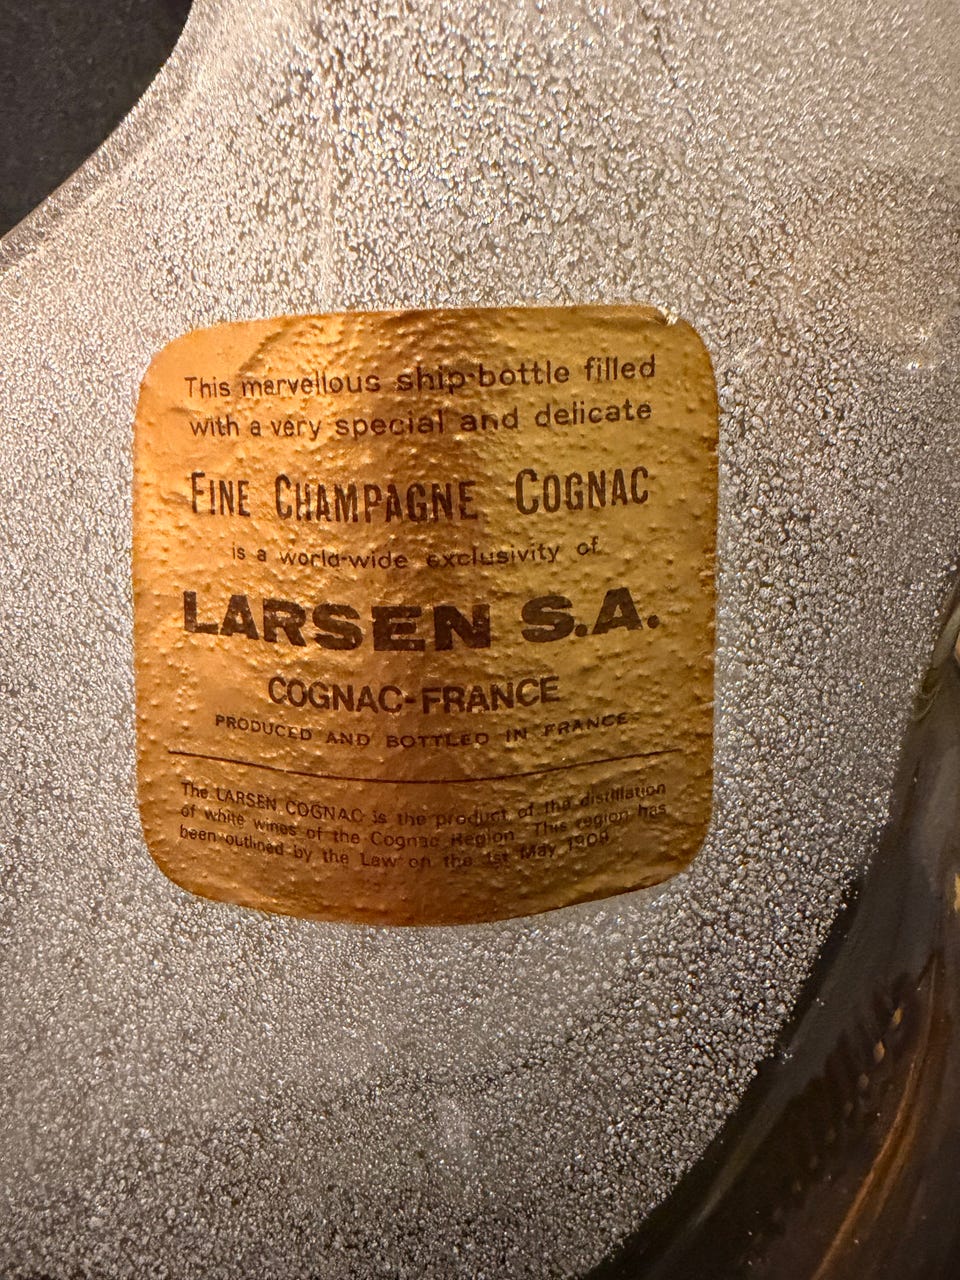 This marvellous ship-bottle filled
with a very special and delicate
FINE CHAMPAGNE COGNAC
is a world-wide exclusivity of
LARSEN S.A.
COGNAC-FRANCE
PRODUCED AND BOTTLED IN FRANCE
The LARSEN COGNAC is the product of the distillation
of white wines of the Cognac Region This region has
been outlined by the Law on the 1st May 1909